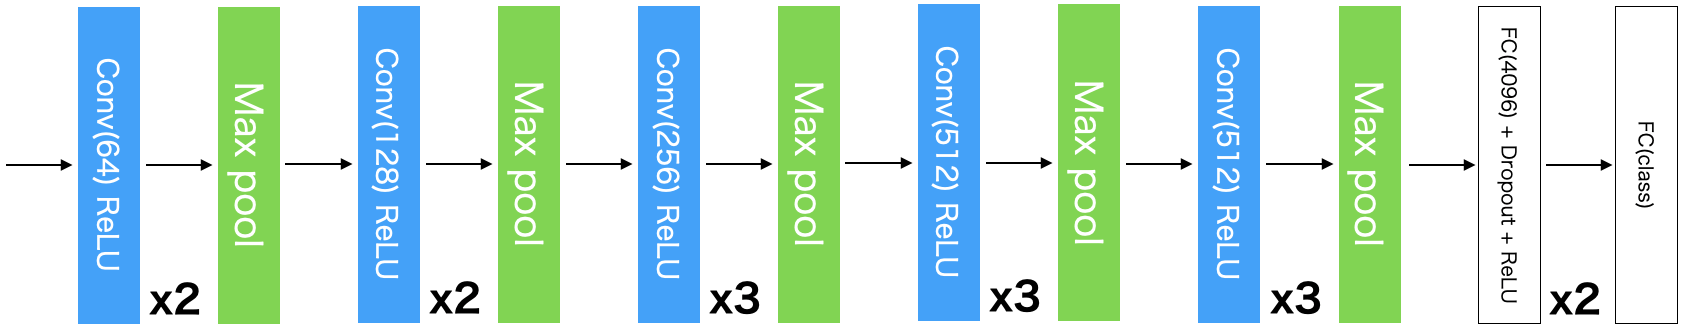 Conv(64) ReLU
x2
Max pool
Conv(128) ReLU
x2
Max pool
Conv(256) ReLU
x3
Max pool
Conv(512) ReLU
x3
Max pool
Conv(512) ReLU
x3
Max pool
FC(4096) + Dropout + ReLU
x2
FC(class)